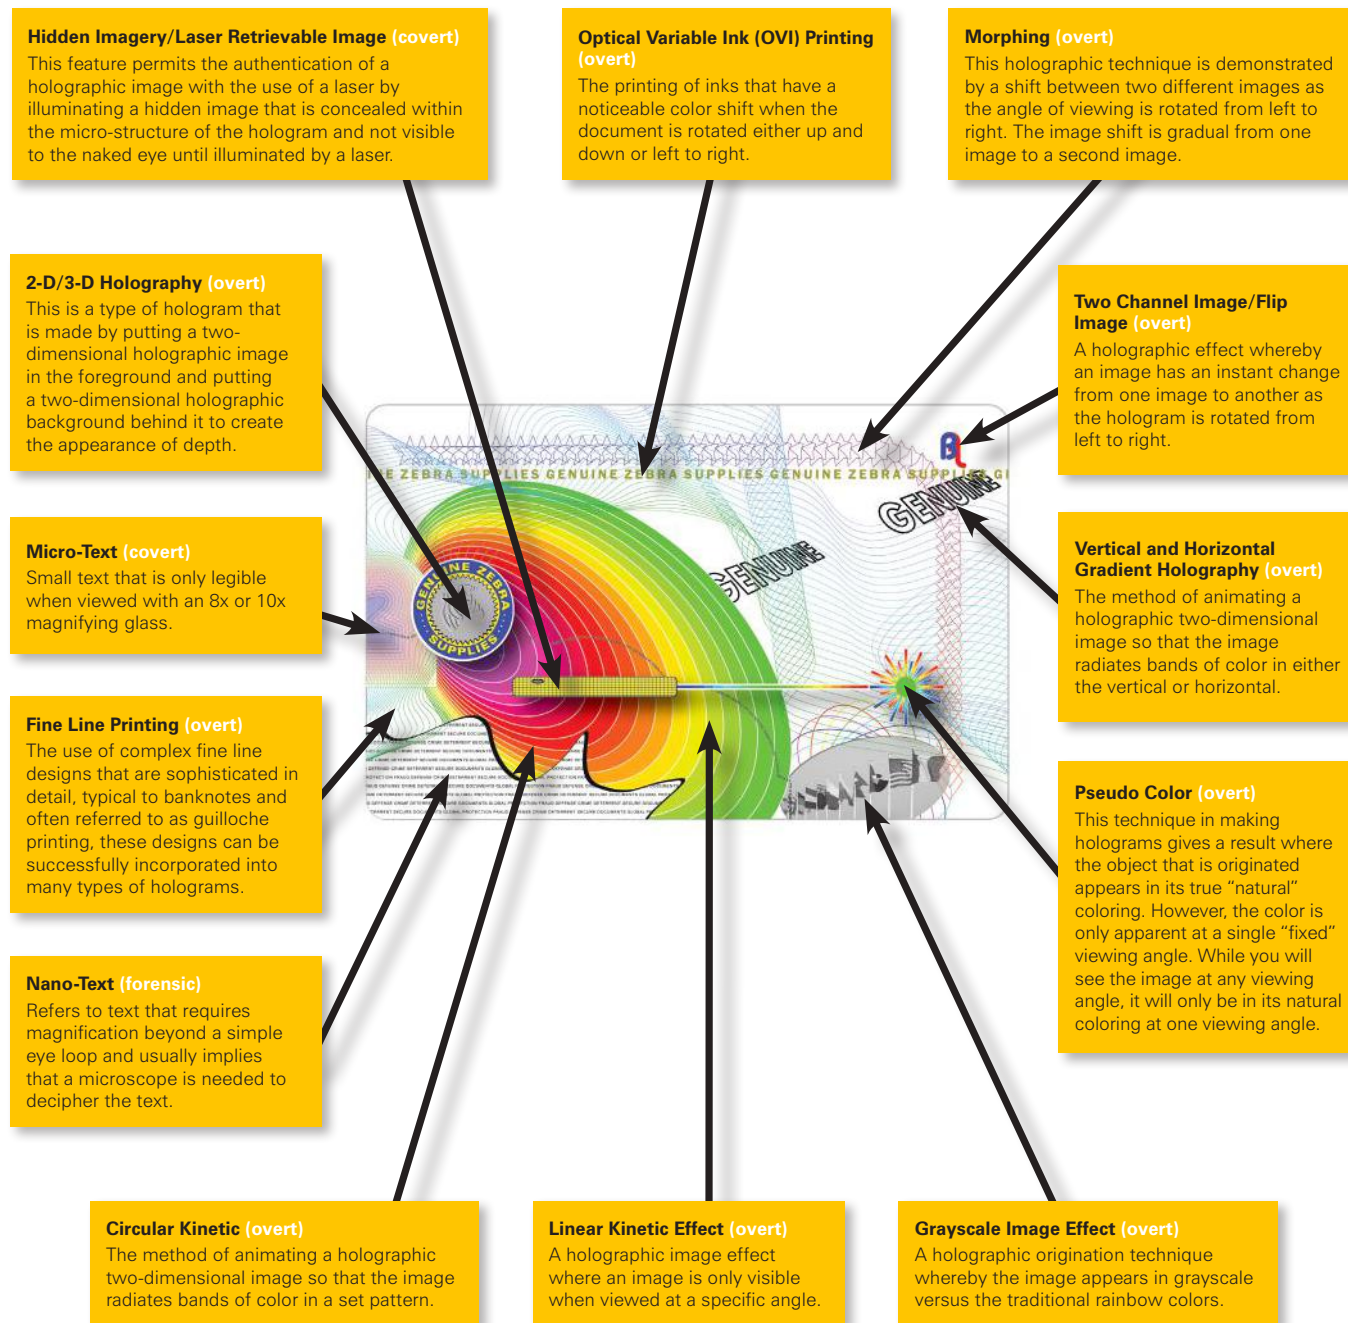 Hidden Imagery/Laser Retrievable Image (covert)
This feature permits the authentication of a
holographic image with the use of a laser by
illuminating a hidden image that is concealed within
the micro-structure of the hologram and not visible
to the naked eye until illuminated by a laser.
Optical Variable Ink (OVI) Printing
(overt)
The printing of inks that have a
noticeable color shift when the
document is rotated either up and
down or left to right.
Morphing (overt)
This holographic technique is demonstrated
by a shift between two different images as
the angle of viewing is rotated from left to
right. The image shift is gradual from one
image to a second image.
2-D/3-D Holography (overt)
This is a type of hologram that
is made by putting a two-
dimensional holographic image
in the foreground and putting
a two-dimensional holographic
background behind it to create
the appearance of depth.
Two Channel Image/Flip
Image (overt)
A holographic effect whereby
an image has an instant change
from one image to another as
the hologram is rotated from
left to right.
ZEBRA SUPPLIES GENUINE ZEBRA SUPPLIES GENUINE ZEBRA SUPPLIES GI
GENUINE
GENUINE
GENUINE ZEBRA
SUPPLIES
Micro-Text (covert)
Small text that is only legible
when viewed with an 8x or 10x
magnifying glass.
Vertical and Horizontal
Gradient Holography (overt)
The method of animating a
holographic two-dimensional
image so that the image
radiates bands of color in either
the vertical or horizontal.
Fine Line Printing (overt)
The use of complex fine line
designs that are sophisticated in
detail, typical to banknotes and
often referred to as guilloche
printing, these designs can be
successfully incorporated into
many types of holograms.
Pseudo Color (overt)
This technique in making
holograms gives a result where
the object that is originated
appears in its true “natural”
coloring. However, the color is
only apparent at a single “fixed”
viewing angle. While you will
see the image at any viewing
angle, it will only be in its natural
coloring at one viewing angle.
Nano-Text (forensic)
Refers to text that requires
magnification beyond a simple
eye loop and usually implies
that a microscope is needed to
decipher the text.
Circular Kinetic (overt)
The method of animating a holographic
two-dimensional image so that the image
radiates bands of color in a set pattern.
Linear Kinetic Effect (overt)
A holographic image effect
where an image is only visible
when viewed at a specific angle.
Grayscale Image Effect (overt)
A holographic origination technique
whereby the image appears in grayscale
versus the traditional rainbow colors.